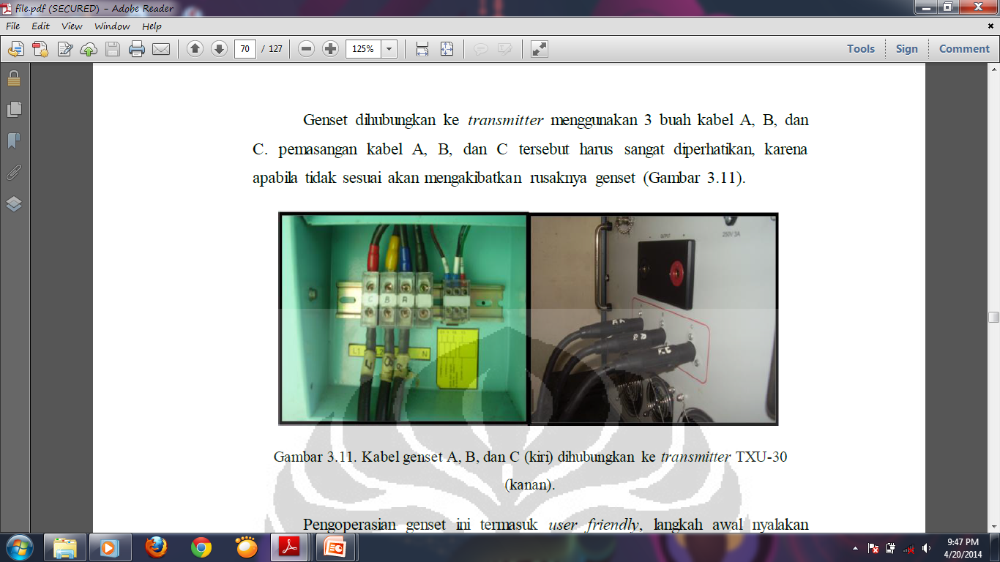 file.pdf (SECURED) - Adobe Reader
File Edit View Window Help
70 / 127
125%
Tools Sign Comment
Genset dihubungkan ke transmitter menggunakan 3 buah kabel A, B, dan
C. pemasangan kabel A, B, dan C tersebut harus sangat diperhatikan, karena
apabila tidak sesuai akan mengakibatkan rusaknya genset (Gambar 3.11).
OUTPUT
250V 3A
C B A
L1 N
Gambar 3.11. Kabel genset A, B, dan C (kiri) dihubungkan ke transmitter TXU-30
(kanan).
Pengoperasian genset ini termasuk user friendly, langkah awal nyalakan
9:47 PM
4/20/2014